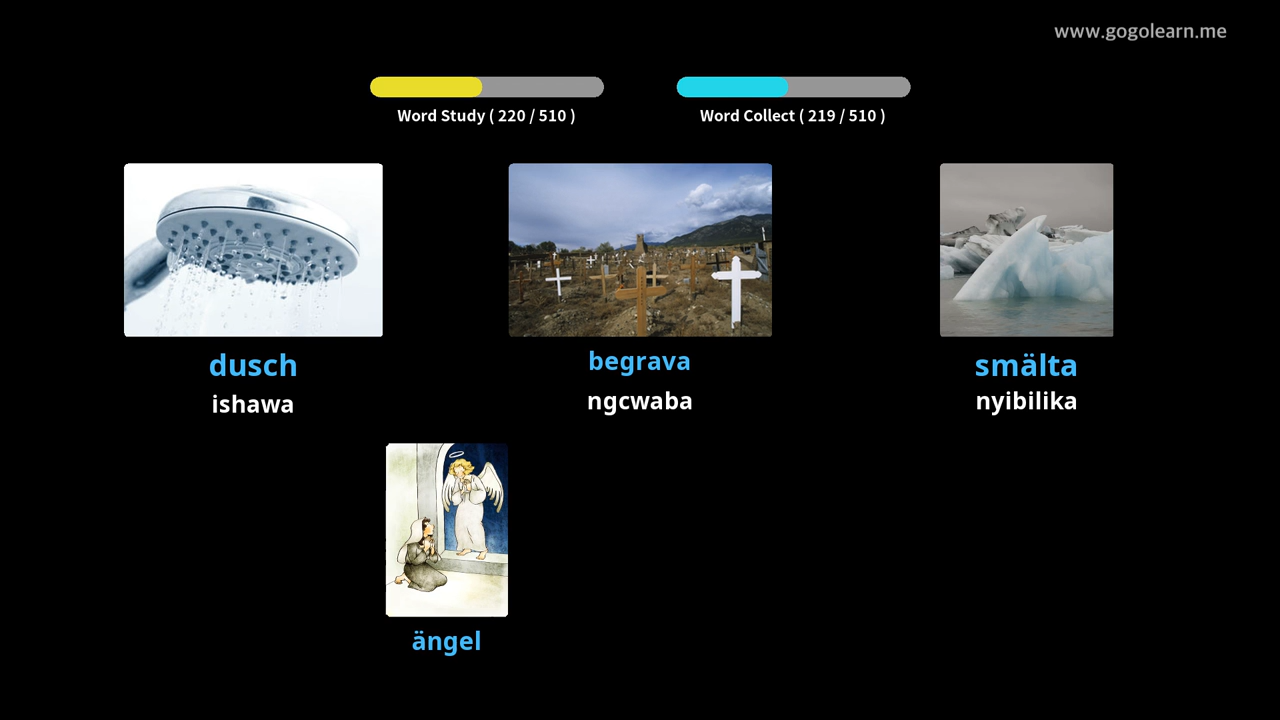 www.gogolearn.me
Word Study ( 220 / 510 )
Word Collect ( 219 / 510 )
dusch
ishawa
begrava
ngcwaba
smälta
nyibilika
ängel